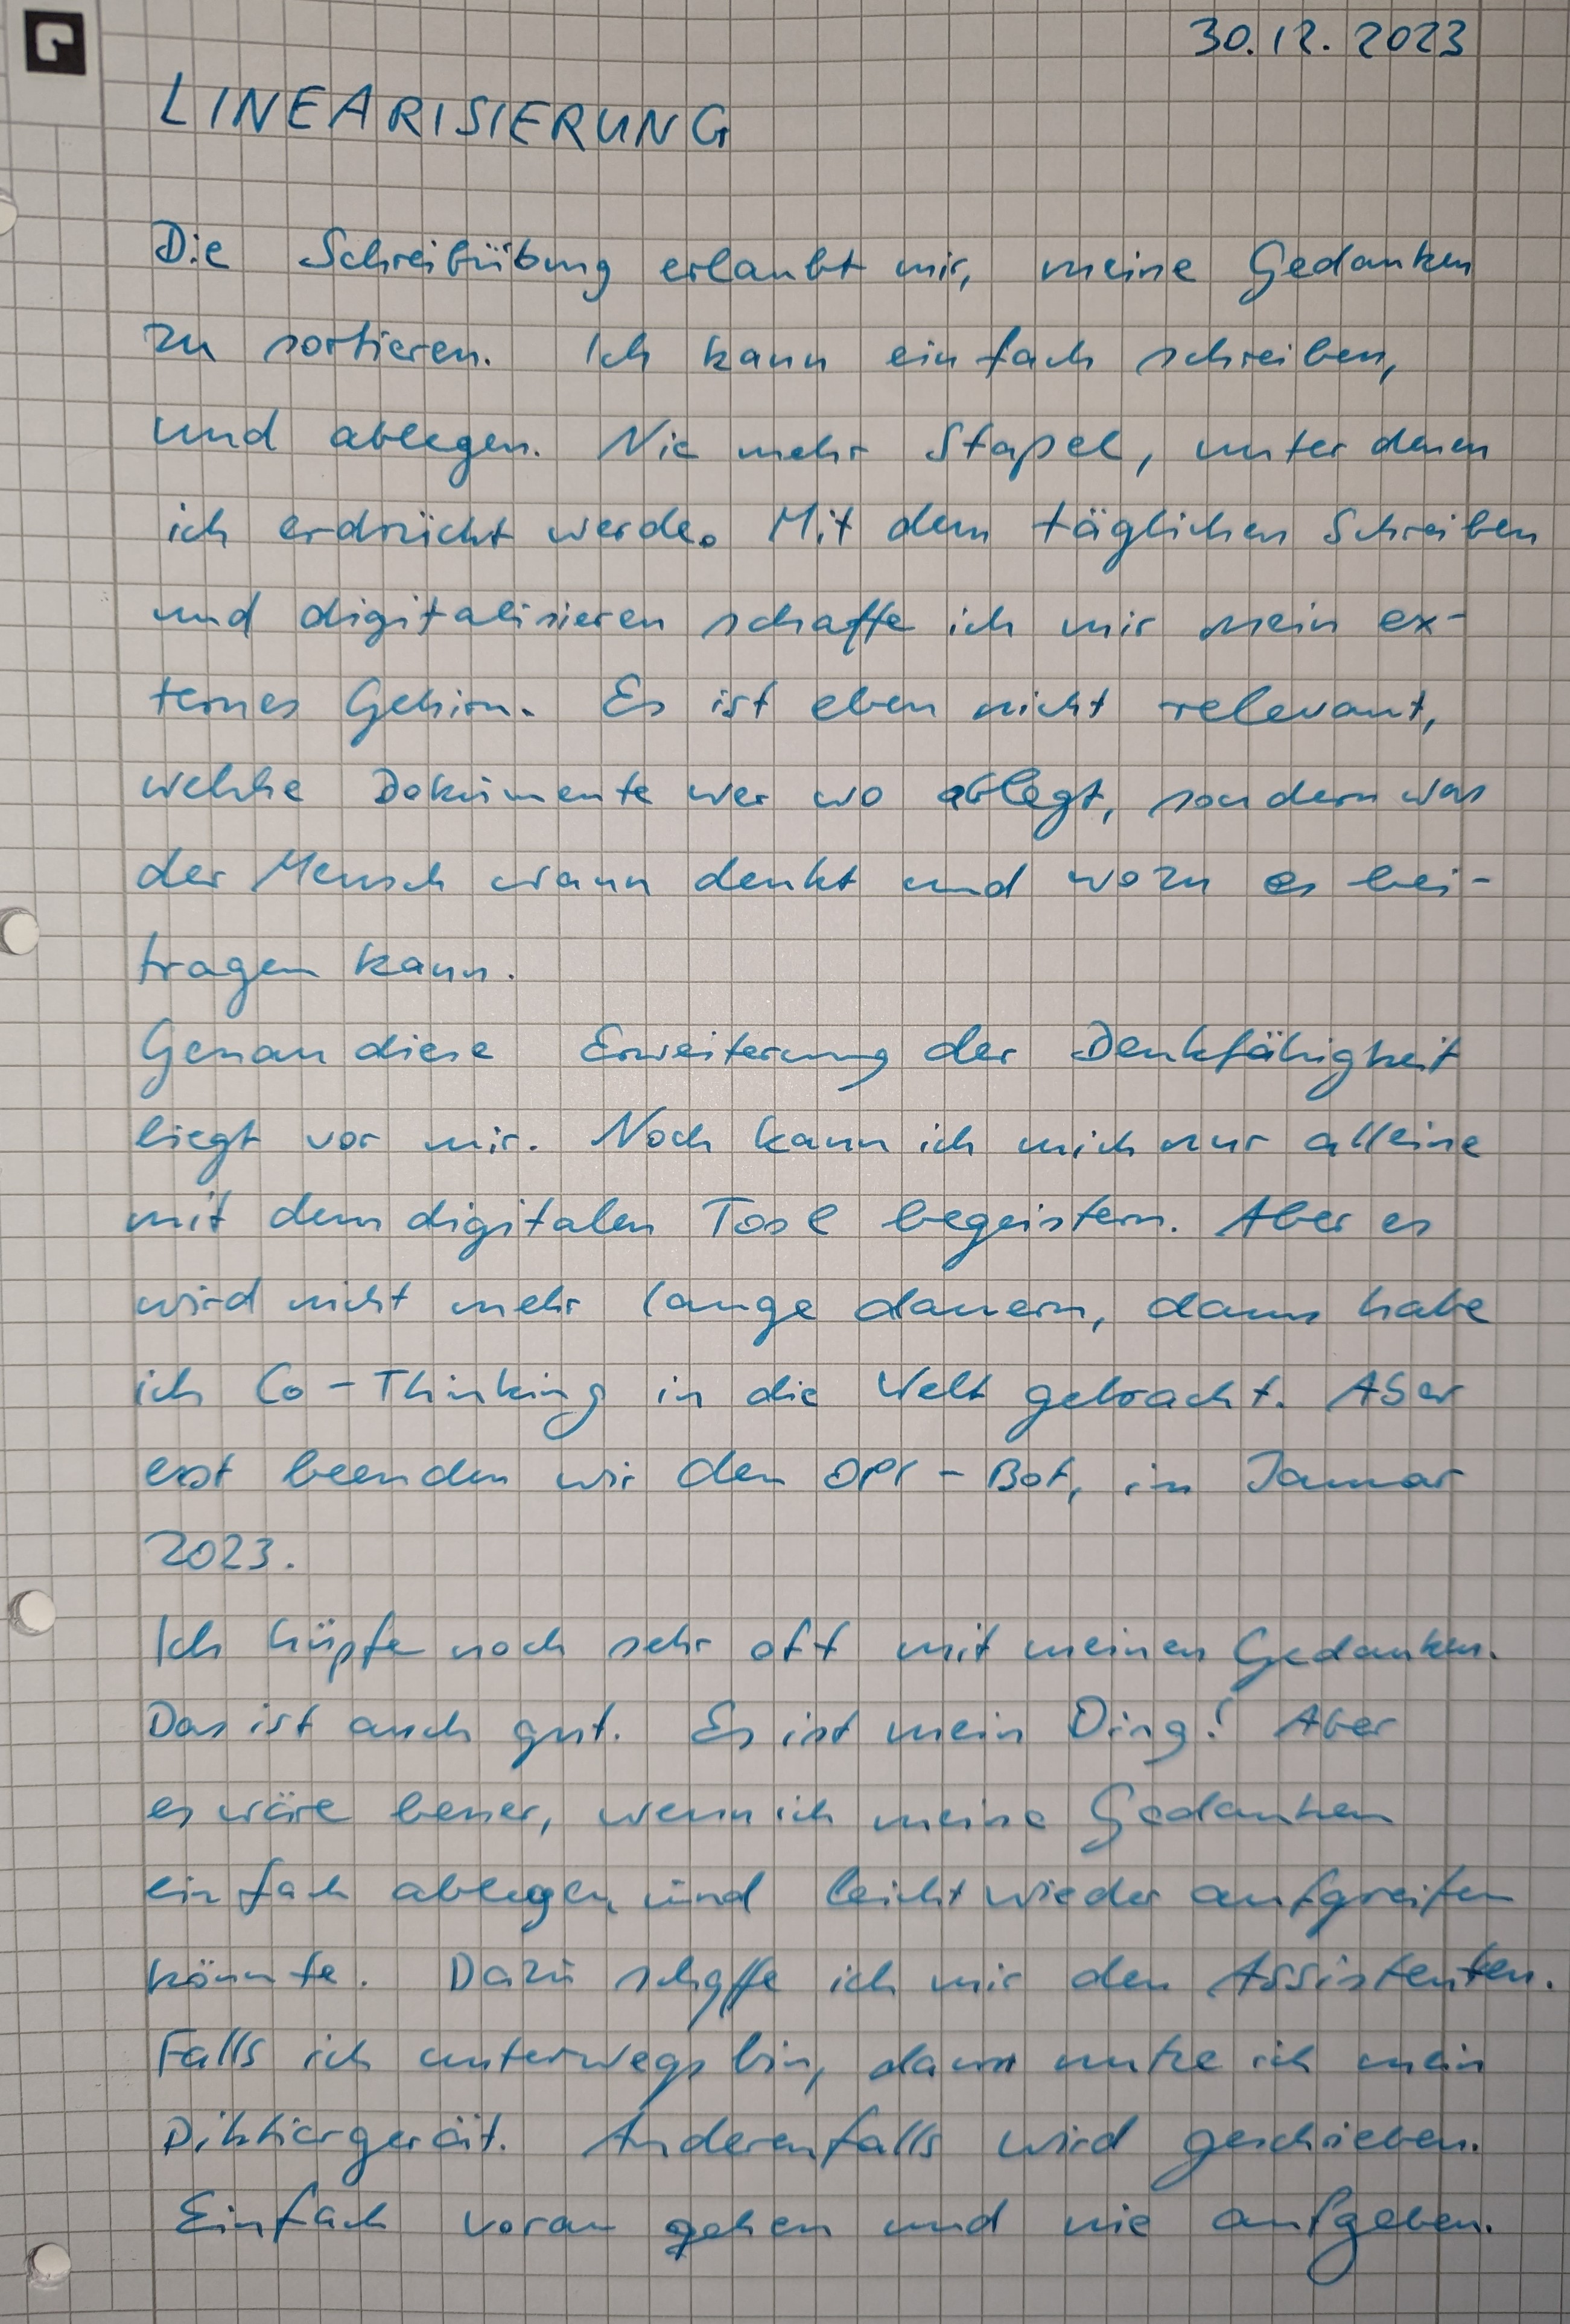 30.12.2023
LINEARISIERUNG
Die Schreibübung erlaubt mir, meine Gedanken
zu sortieren. Ich kann einfach schreiben,
und ablegen. Nie mehr Stapel, unter denen
ich erdrückt werde. Mit dem täglichen Schreiben
und digitalisieren schaffe ich mir mein ex-
ternes Gehirn. Es ist eben nicht relevant,
welche Dokumente wer wo ablegt, sondern was
der Mensch wann denkt und wozu es bei-
tragen kann.
Genau diese Erweiterung der Denkfähigkeit
liegt vor mir. Noch kann ich mich nur alleine
mit dem digitalen Tool begeistern. Aber es
wird nicht mehr lange dauern, dann habe
ich Co-Thinking in die Welt gebracht. Aber
erst beenden wir den OPL-Bot, im Januar
2023.
Ich hüpfe noch sehr oft mit meinen Gedanken.
Das ist auch gut. Es ist mein Ding! Aber
es wäre besser, wenn ich meine Gedanken
einfach ablegen und leicht wieder aufgreifen
könnte. Dazu schaffe ich mir den Assistenten.
Falls ich unterwegs bin, dann nutze ich mein
Diktiergerät. Anderenfalls wird geschrieben.
Einfach voran gehen und nie aufgeben.